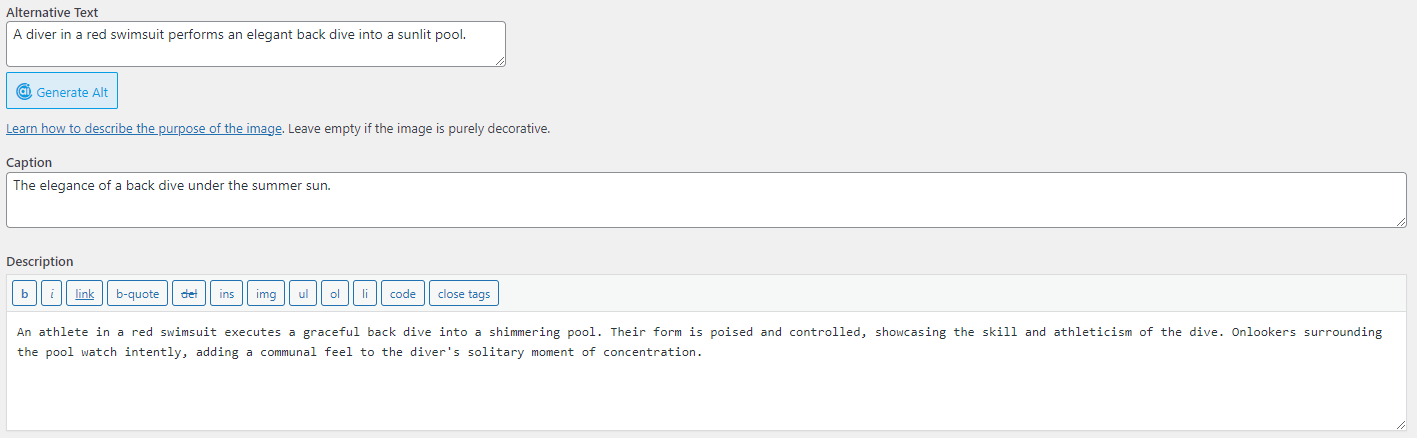 Alternative Text
A diver in a red swimsuit performs an elegant back dive into a sunlit pool.
ai Generate Alt
Learn how to describe the purpose of the image. Leave empty if the image is purely decorative.
Caption
The elegance of a back dive under the summer sun.
Description
b i link b-quote del ins img ul ol li code close tags
An athlete in a red swimsuit executes a graceful back dive into a shimmering pool. Their form is poised and controlled, showcasing the skill and athleticism of the dive. Onlookers surrounding
the pool watch intently, adding a communal feel to the diver's solitary moment of concentration.